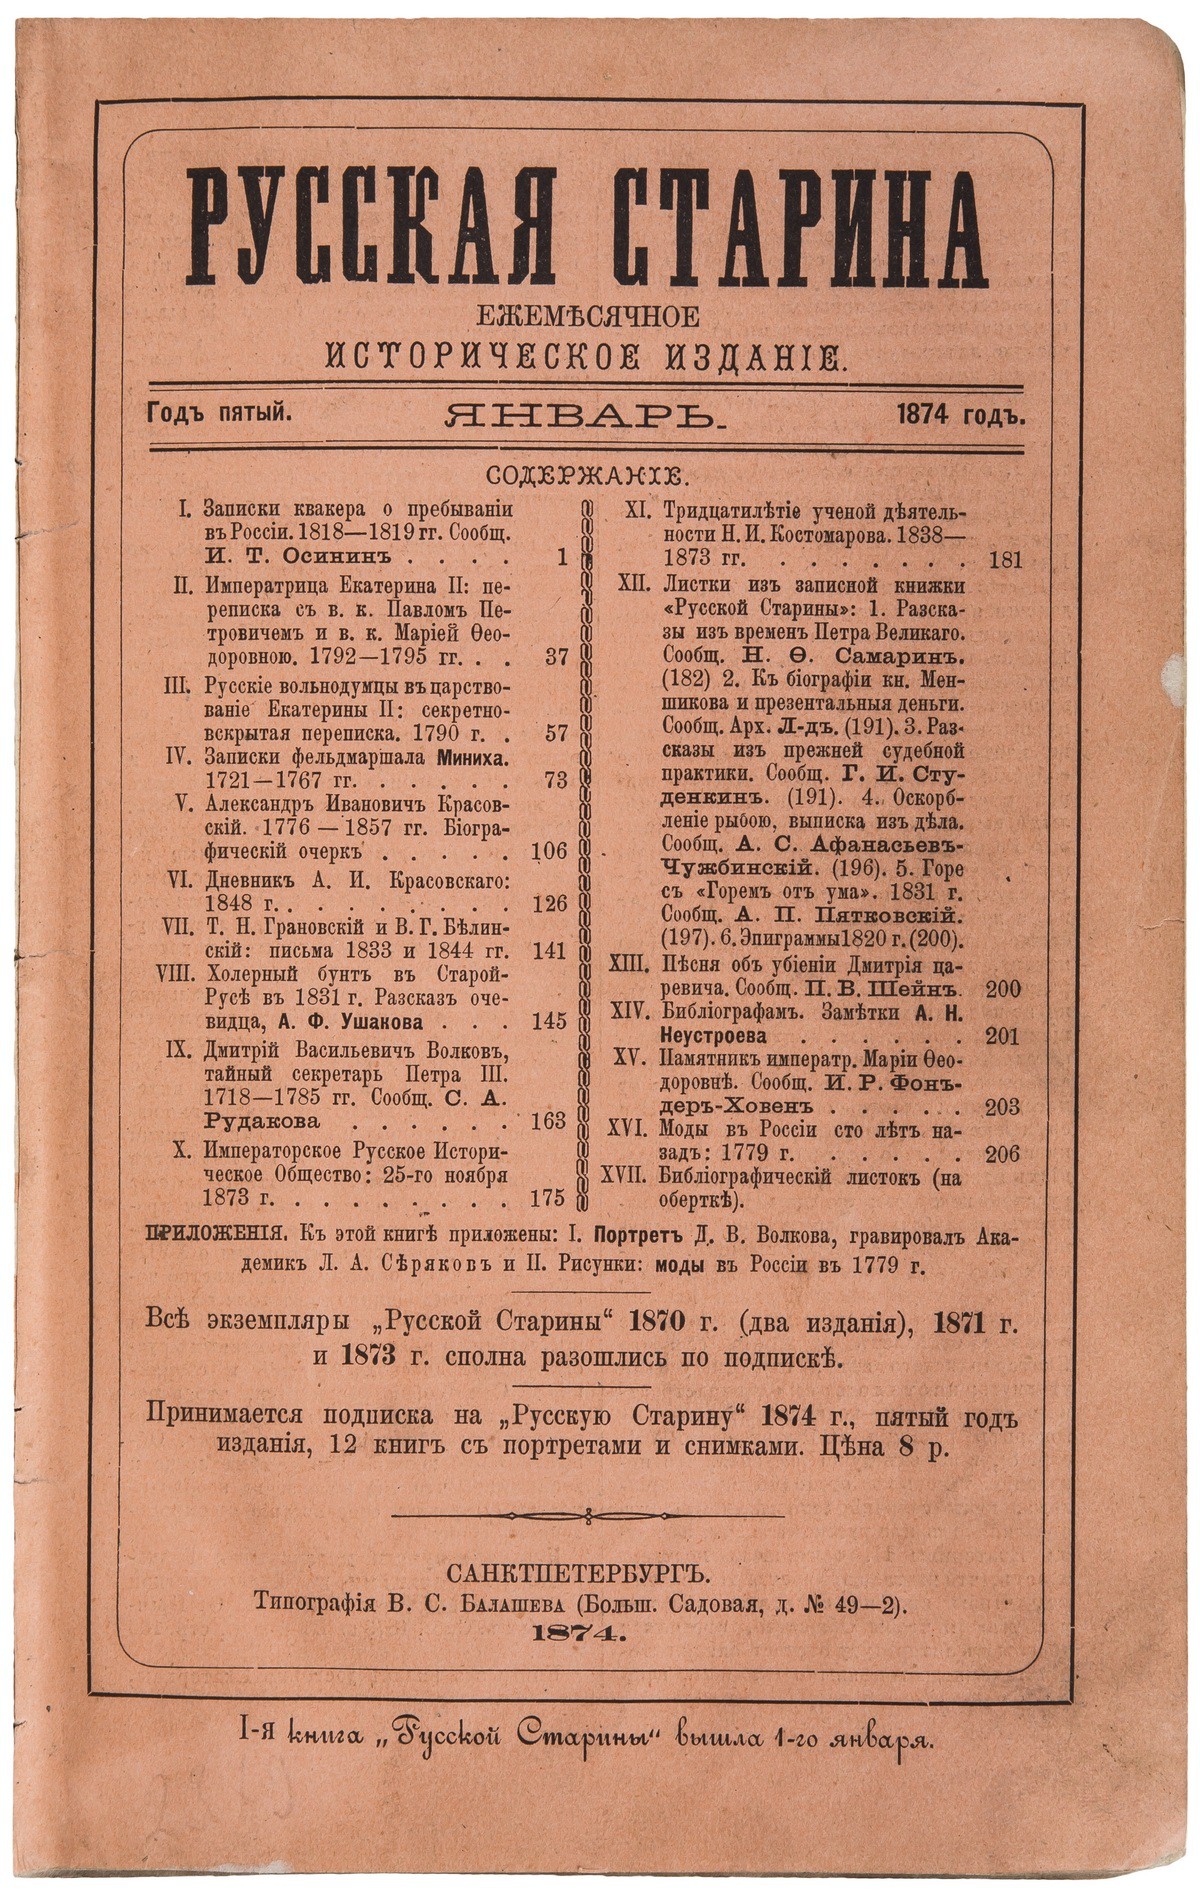 РУССКАЯ СТАРИНА
ЕЖЕМѢСЯЧНОЕ
ИСТОРИЧЕСКОЕ ИЗДАНІЕ.
Годъ пятый.
ЯНВАРЬ.
1874 годъ.
СОДЕРЖАНІЕ.
I. Записки квакера о пребываніи
въ Россіи. 1818—1819 гг. Сообщ.
И. Т. Осининъ . . . . 1
II. Императрица Екатерина II: пе-
реписка съ в. к. Павломъ Пе-
тровичемъ и в. к. Маріей Ѳео-
доровною. 1792—1795 гг. . . 37
III. Русскіе вольнодумцы въ царство-
ваніе Екатерины II: секретно-
вскрытая переписка. 1790 г. . 57
IV. Записки фельдмаршала Миниха.
1721—1767 гг. . . . . . . 73
V. Александръ Ивановичъ Красов-
скій. 1776 — 1857 гг. Біогра-
фическій очеркъ . . . . . 106
VI. Дневникъ А. И. Красовскаго:
1848 г. . . . . . . . . 126
VII. Т. Н. Грановскій и В. Г. Бѣлин-
скій: письма 1833 и 1844 гг. 141
VIII. Холерный бунтъ въ Старой-
Русѣ въ 1831 г. Разсказъ оче-
видца, А. Ф. Ушакова . . . 145
IX. Дмитрій Васильевичъ Волковъ,
тайный секретарь Петра III.
1718—1785 гг. Сообщ. С. А.
Рудакова . . . . . . 163
X. Императорское Русское Истори-
ческое Общество: 25-го ноября
1873 г. . . . . . . . . 175
XI. Тридцатилѣтіе ученой дѣятель-
ности Н. И. Костомарова. 1838—
1873 гг. . . . . . . . 181
XII. Листки изъ записной книжки
«Русской Старины»: 1. Разска-
зы изъ временъ Петра Великаго.
Сообщ. Н. Ѳ. Самаринъ.
(182) 2. Къ біографіи кн. Мен-
шикова и презентальныя деньги.
Сообщ. Арх. Л-дъ. (191). 3. Раз-
сказы изъ прежней судебной
практики. Сообщ. Г. И. Сту-
денкинъ. (191). 4. Оскорб-
леніе рыбою, выписка изъ дѣла.
Сообщ. А. С. Афанасьевъ-
Чужбинскій. (196). 5. Горе
съ «Горемъ отъ ума». 1831 г.
Сообщ. А. П. Пятковскій.
(197). 6. Эпиграммы 1820 г. (200).
XIII. Пѣсня объ убіеніи Дмитрія ца-
ревича. Сообщ. П. В. Шейнъ. 200
XIV. Библіографамъ. Замѣтки А. Н.
Неустроева . . . . . . 201
XV. Памятникъ императр. Маріи Ѳео-
доровнѣ. Сообщ. И. Р. Фонъ-
деръ-Ховенъ . . . . . 203
XVI. Моды въ Россіи сто лѣтъ на-
задъ: 1779 г. . . . . . 206
XVII. Библіографическій листокъ (на
оберткѣ).
ПРИЛОЖЕНІЯ. Къ этой книгѣ приложены: I. Портретъ Д. В. Волкова, гравировалъ Ака-
демикъ Л. А. Сѣряковъ и II. Рисунки: моды въ Россіи въ 1779 г.
Всѣ экземпляры „Русской Старины“ 1870 г. (два изданія), 1871 г.
и 1873 г. сполна разошлись по подпискѣ.
Принимается подписка на „Русскую Старину“ 1874 г., пятый годъ
изданія, 12 книгъ съ портретами и снимками. Цѣна 8 р.
САНКТПЕТЕРБУРГЪ.
Типографія В. С. Балашева (Больш. Садовая, д. № 49—2).
1874.
I-я книга „Русской Старины“ вышла 1-го января.